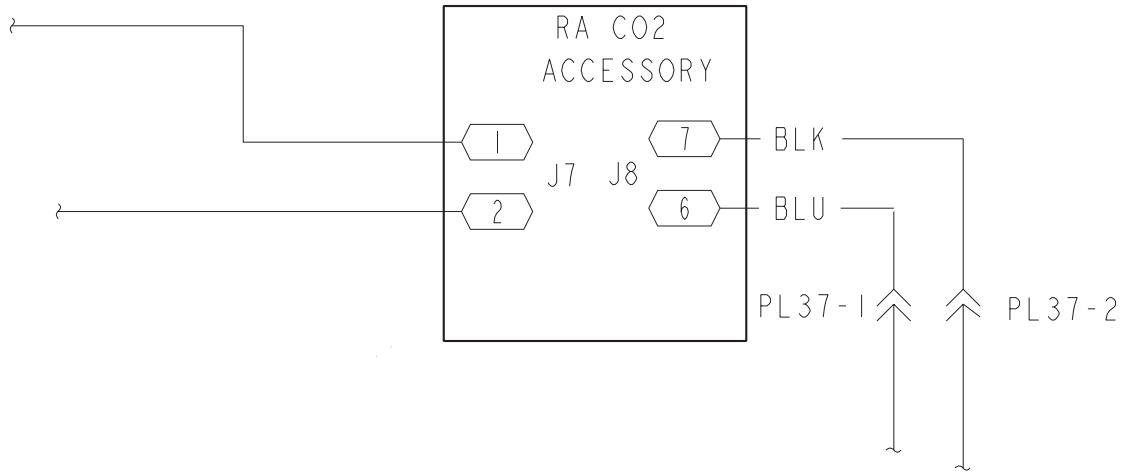 RA CO2
ACCESSORY
1
7
BLK
J7
J8
2
6
BLU
PL37-1
PL37-2